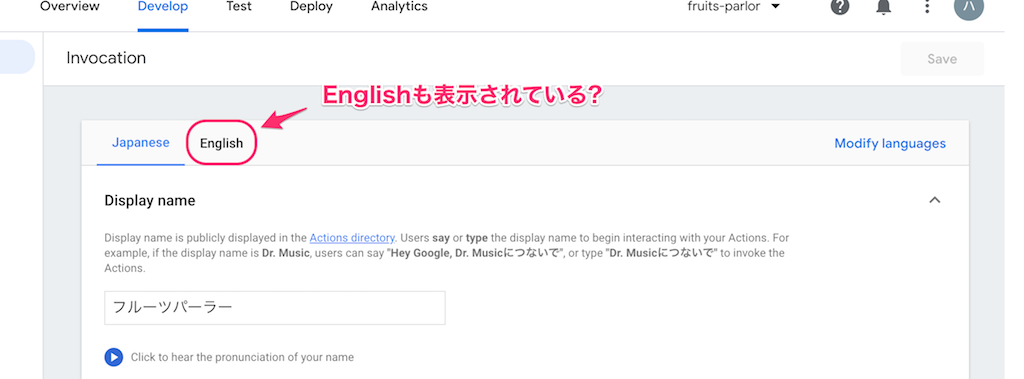 Overview Develop Test Deploy Analytics fruits-parlor
ハ
Invocation Save
Englishも表示されている?
Japanese English Modify languages
Display name
Display name is publicly displayed in the Actions directory. Users say or type the display name to begin interacting with your Actions. For
example, if the display name is Dr. Music, users can say "Hey Google, Dr. Musicにつないで", or type "Dr. Musicにつないで" to invoke the
Actions.
フルーツパーラー
Click to hear the pronunciation of your name